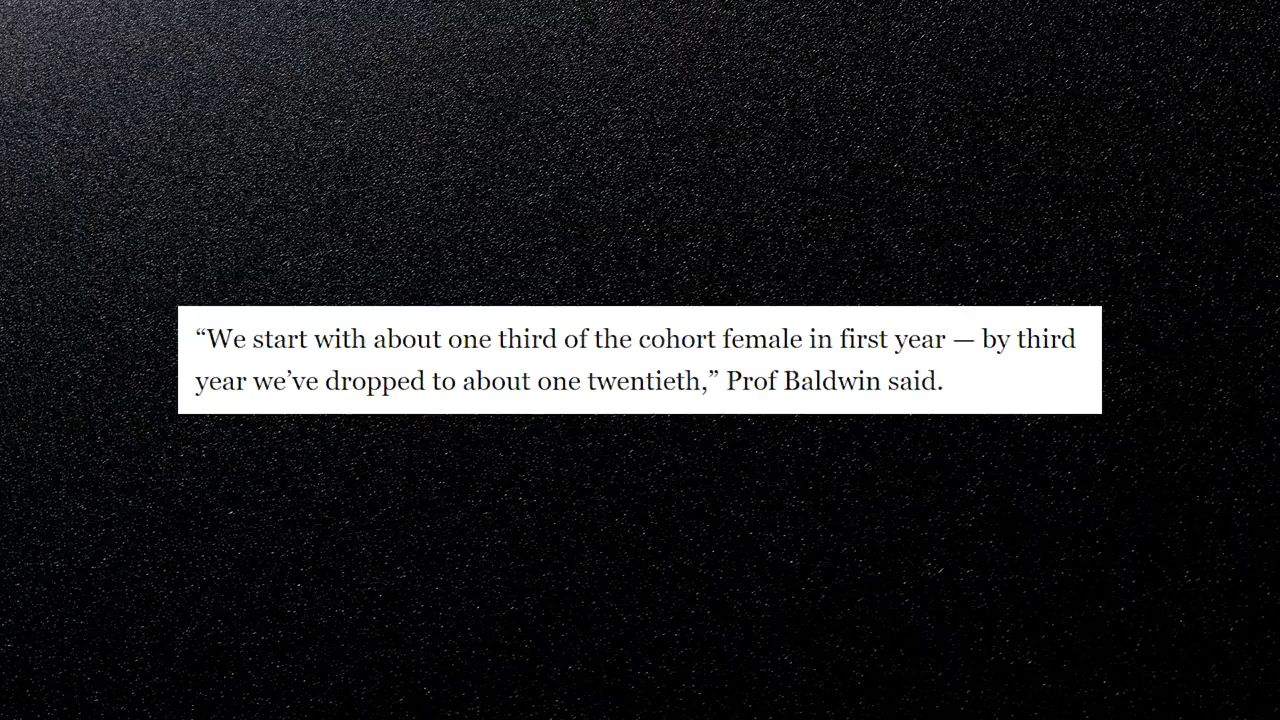 “We start with about one third of the cohort female in first year — by third
year we’ve dropped to about one twentieth,” Prof Baldwin said.